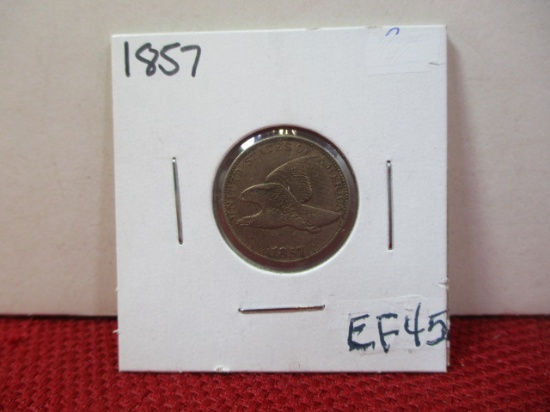 1857
UNITED STATES OF AMERICA
1857
EF45